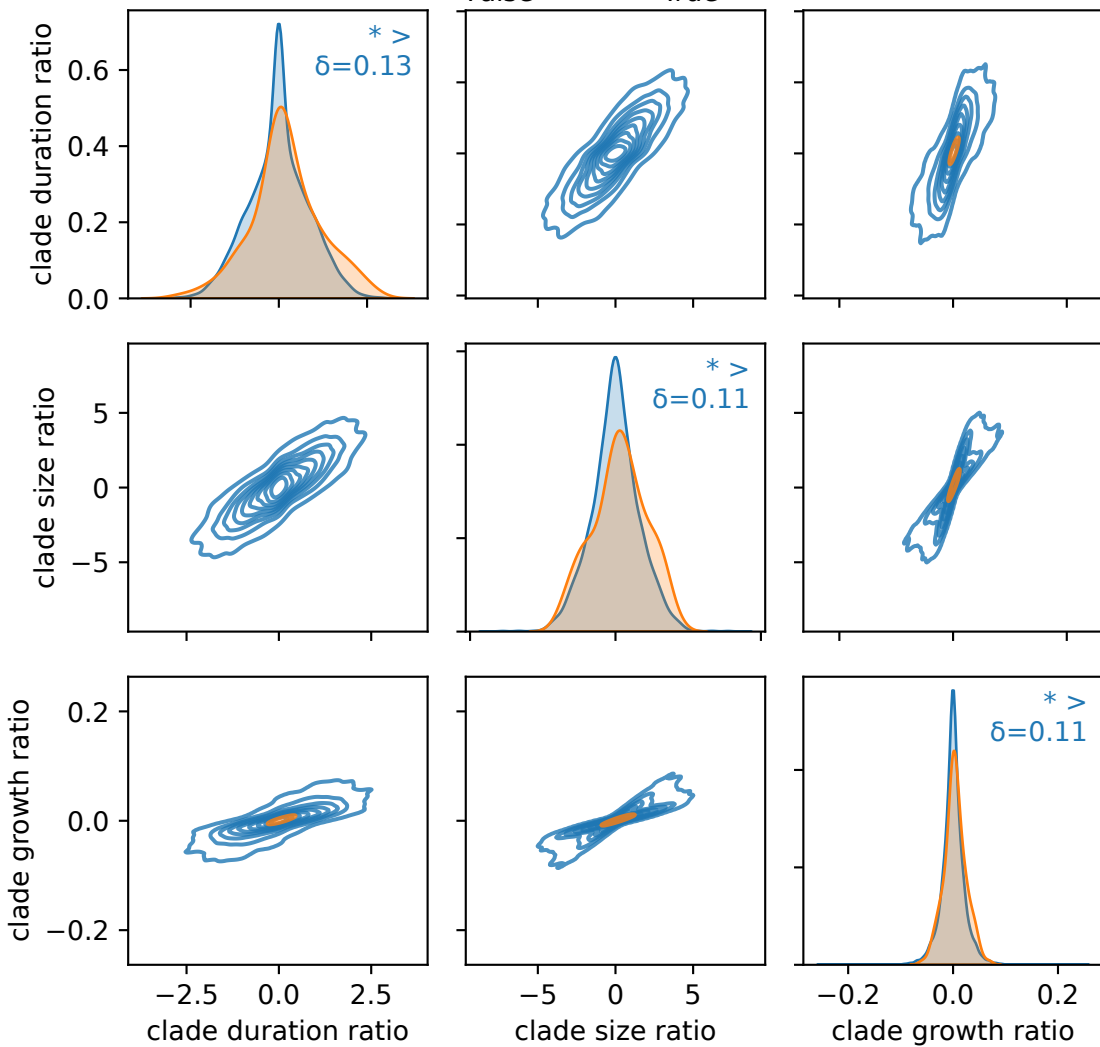 * >
δ=0.13
clade duration ratio
0.6
0.4
0.2
0.0
* >
δ=0.11
clade size ratio
5
0
−5
* >
δ=0.11
clade growth ratio
0.2
0.0
−0.2
−2.5 0.0 2.5 −5 0 5 −0.2 0.0 0.2
clade duration ratio clade size ratio clade growth ratio